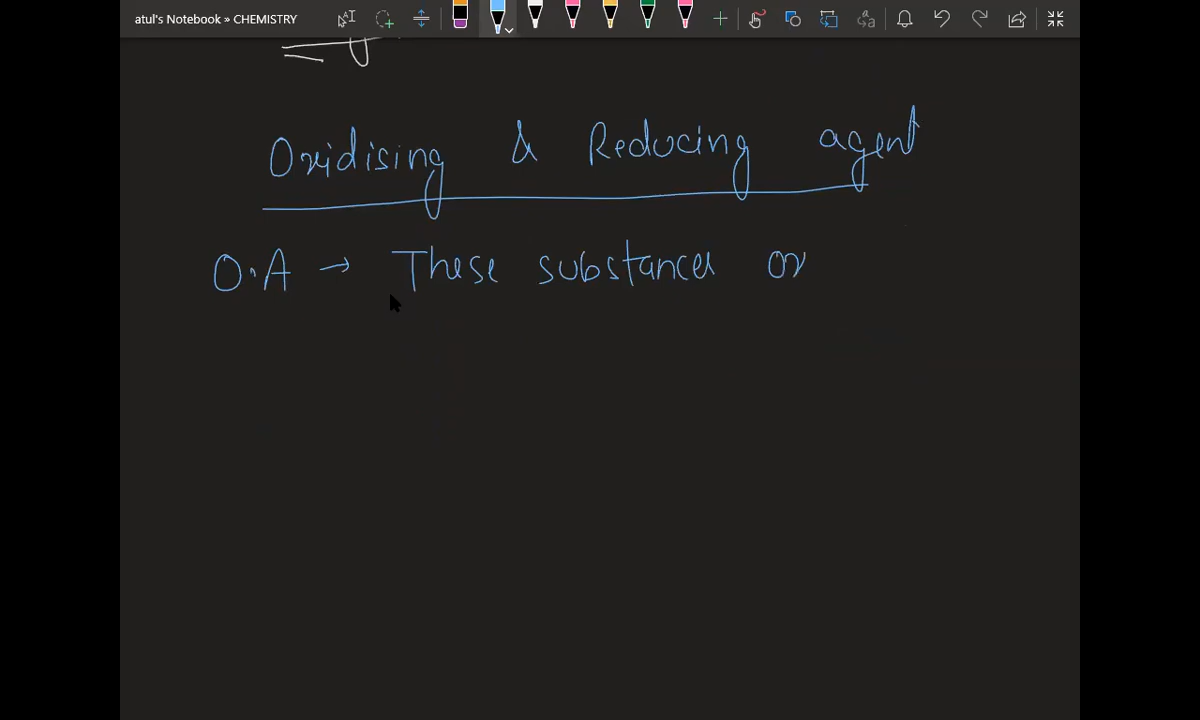 atul's Notebook » CHEMISTRY
Oxidising & Reducing agent
O.A → These substances or